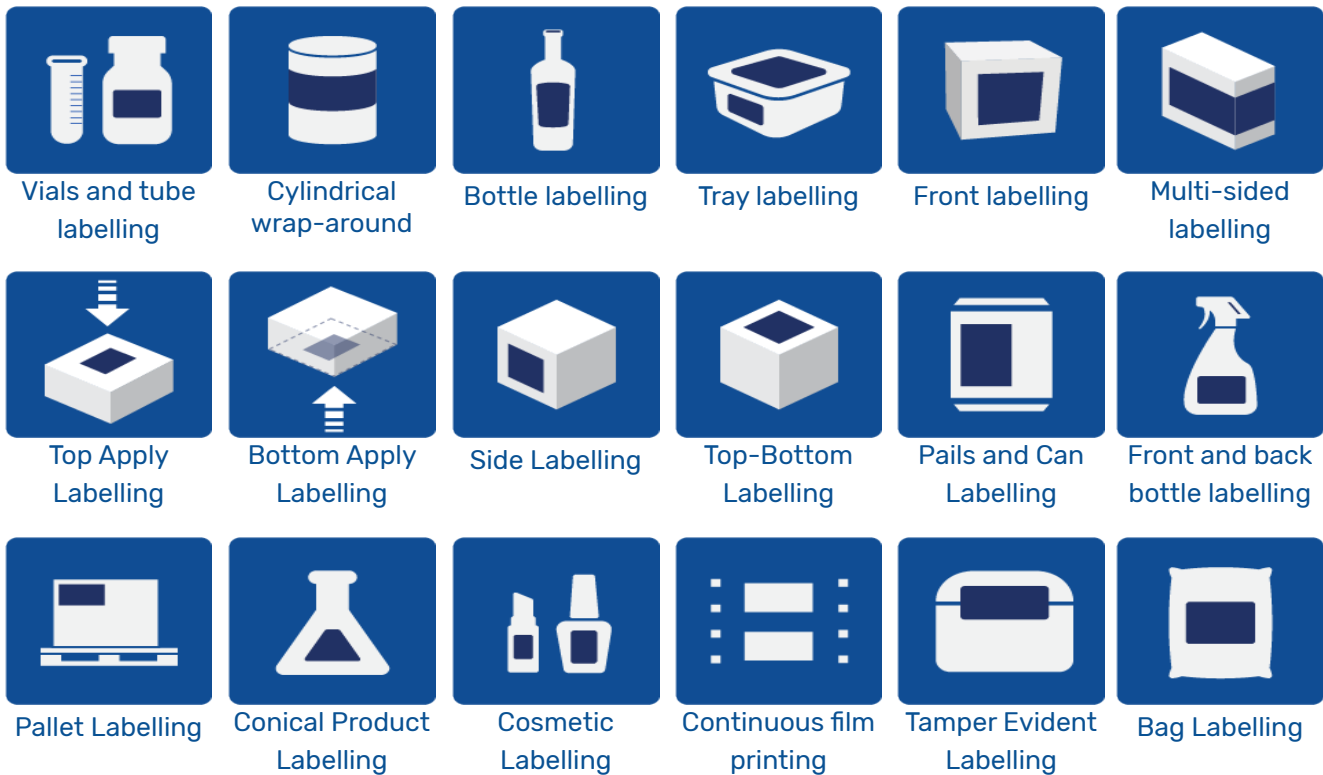 Vials and tube
labelling
Cylindrical
wrap-around
Bottle labelling
Tray labelling
Front labelling
Multi-sided
labelling
Top Apply
Labelling
Bottom Apply
Labelling
Side Labelling
Top-Bottom
Labelling
Pails and Can
Labelling
Front and back
bottle labelling
Pallet Labelling
Conical Product
Labelling
Cosmetic
Labelling
Continuous film
printing
Tamper Evident
Labelling
Bag Labelling